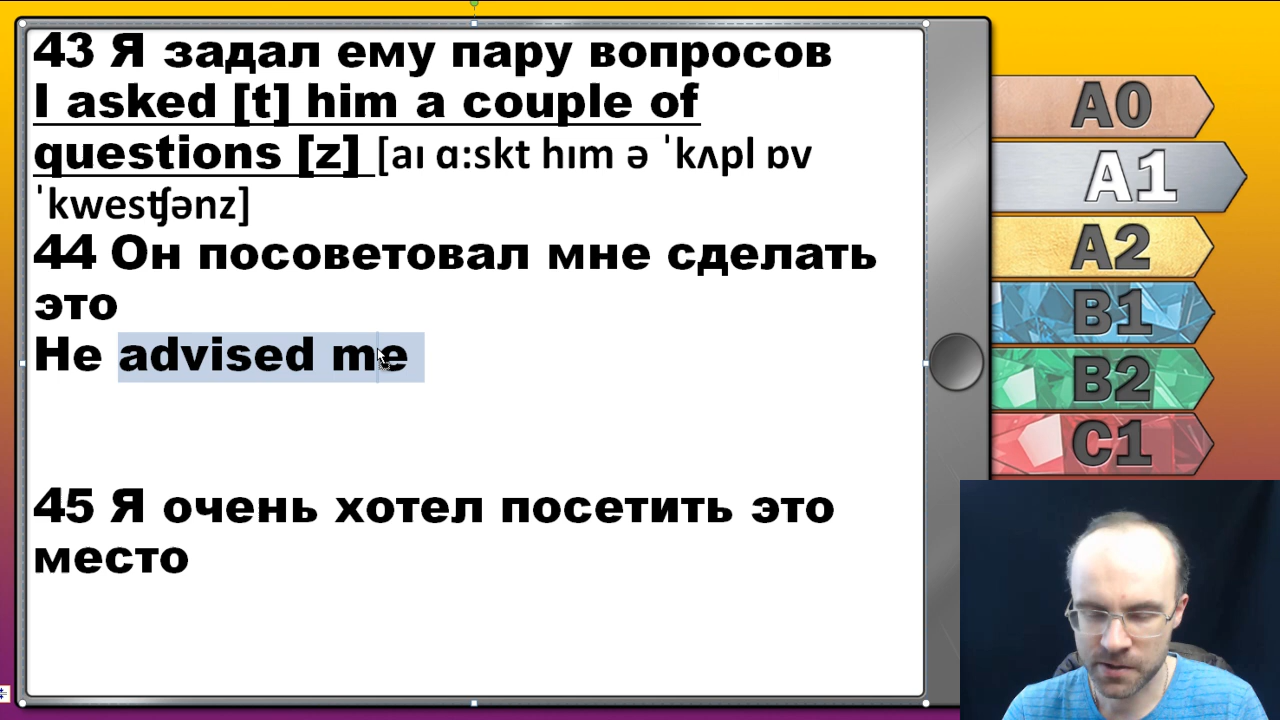 43 Я задал ему пару вопросов
I asked [t] him a couple of
questions [z] [aɪ ɑːskt hɪm ə ˈkʌpl ɒv
ˈkwesʧənz]
44 Он посоветовал мне сделать
это
He advised me
45 Я очень хотел посетить это
место
A0
A1
A2
B1
B2
C1